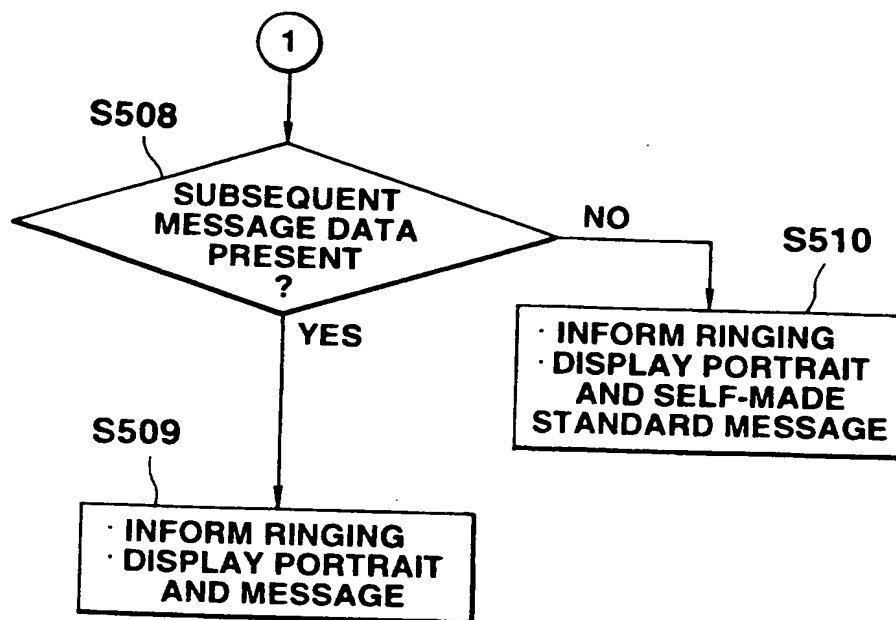 1
S508
SUBSEQUENT
MESSAGE DATA
PRESENT
?
NO
YES
S510
· INFORM RINGING
· DISPLAY PORTRAIT
AND SELF-MADE
STANDARD MESSAGE
S509
· INFORM RINGING
· DISPLAY PORTRAIT
AND MESSAGE